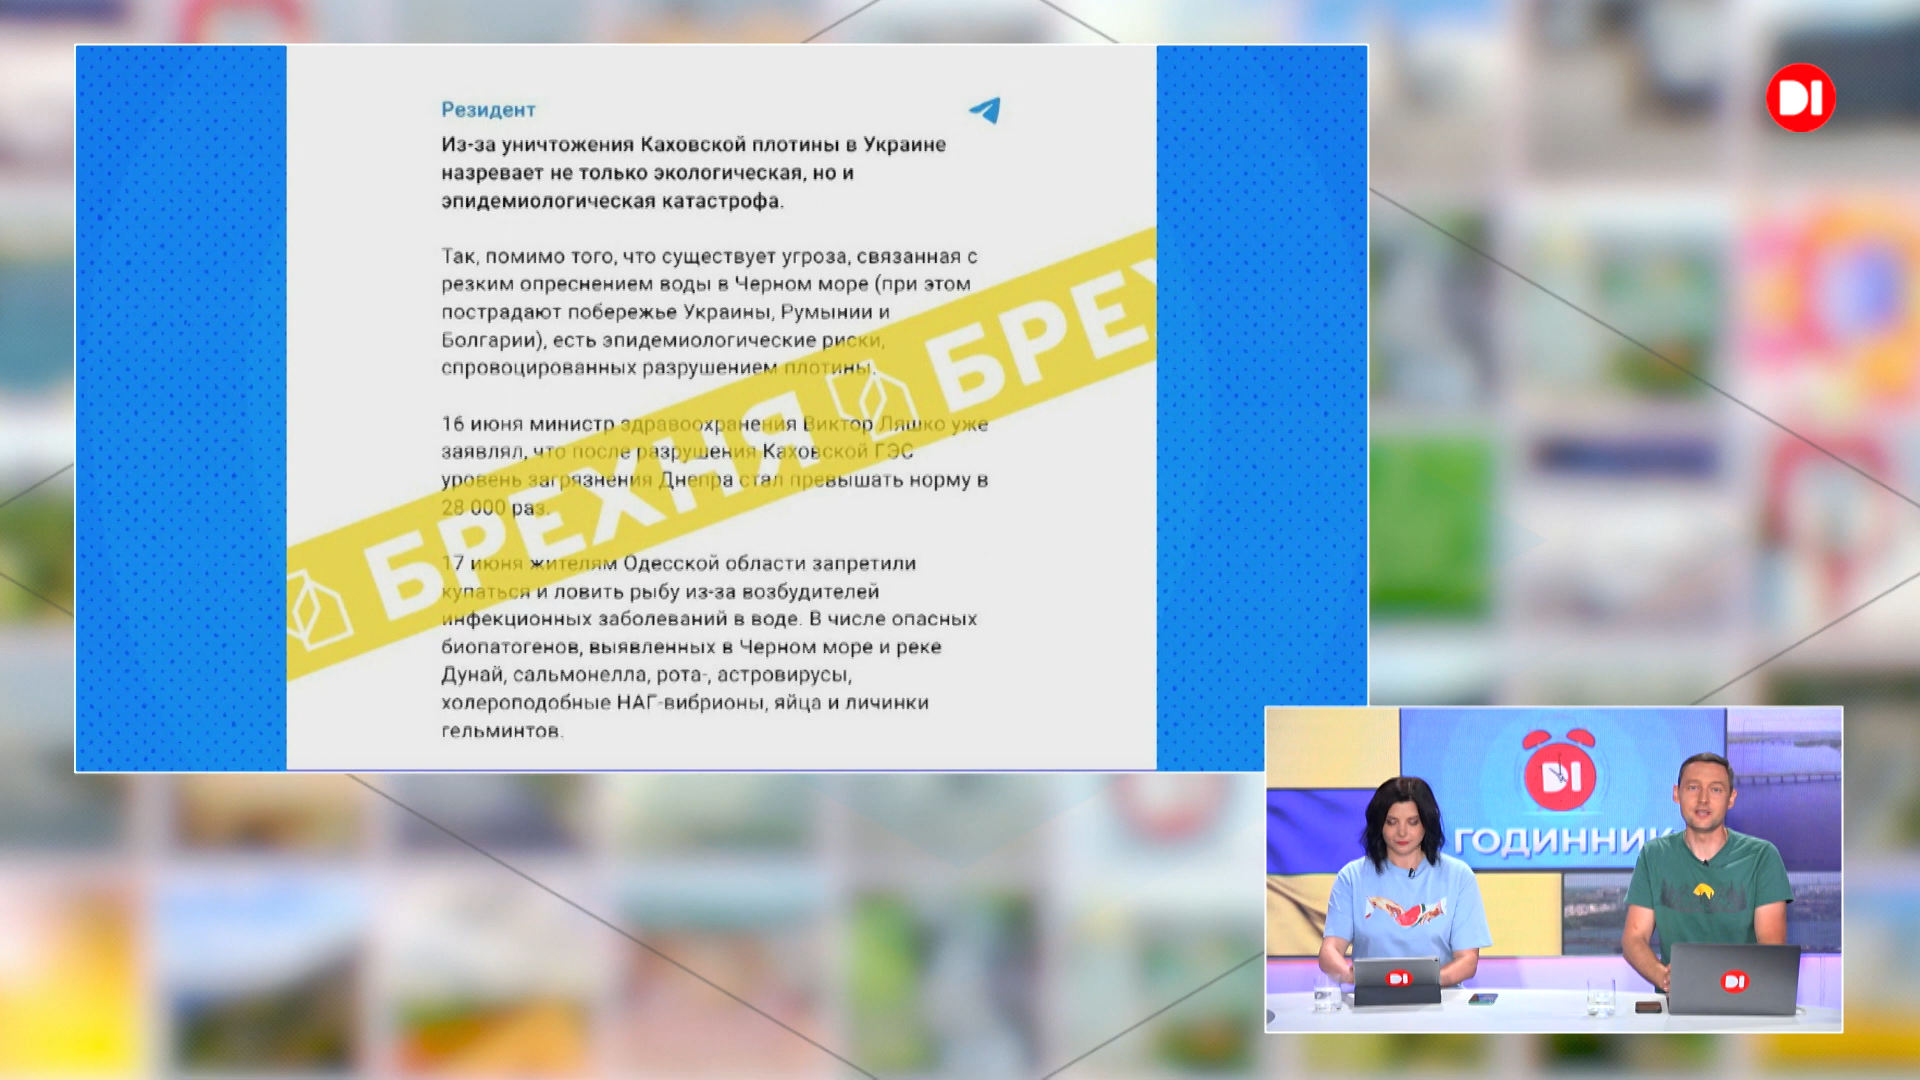 Резидент
Из-за уничтожения Каховской плотины в Украине
назревает не только экологическая, но и
эпидемиологическая катастрофа.
Так, помимо того, что существует угроза, связанная с
резким опреснением воды в Черном море (при этом
пострадают побережье Украины, Румынии и
Болгарии), есть эпидемиологические риски,
спровоцированных разрушением плотины.
16 июня министр здравоохранения Виктор Ляшко уже
заявлял, что после разрушения Каховской ГЭС
уровень загрязнения Днепра стал превышать норму в
28 000 раз.
17 июня жителям Одесской области запретили
купаться и ловить рыбу из-за возбудителей
инфекционных заболеваний в воде. В числе опасных
биопатогенов, выявленных в Черном море и реке
Дунай, сальмонелла, рота-, астровирусы,
холероподобные НАГ-вибрионы, яйца и личинки
гельминтов.
БРЕХНЯ БРЕХ
DI
DI
ГОДИННИК
DI
DI